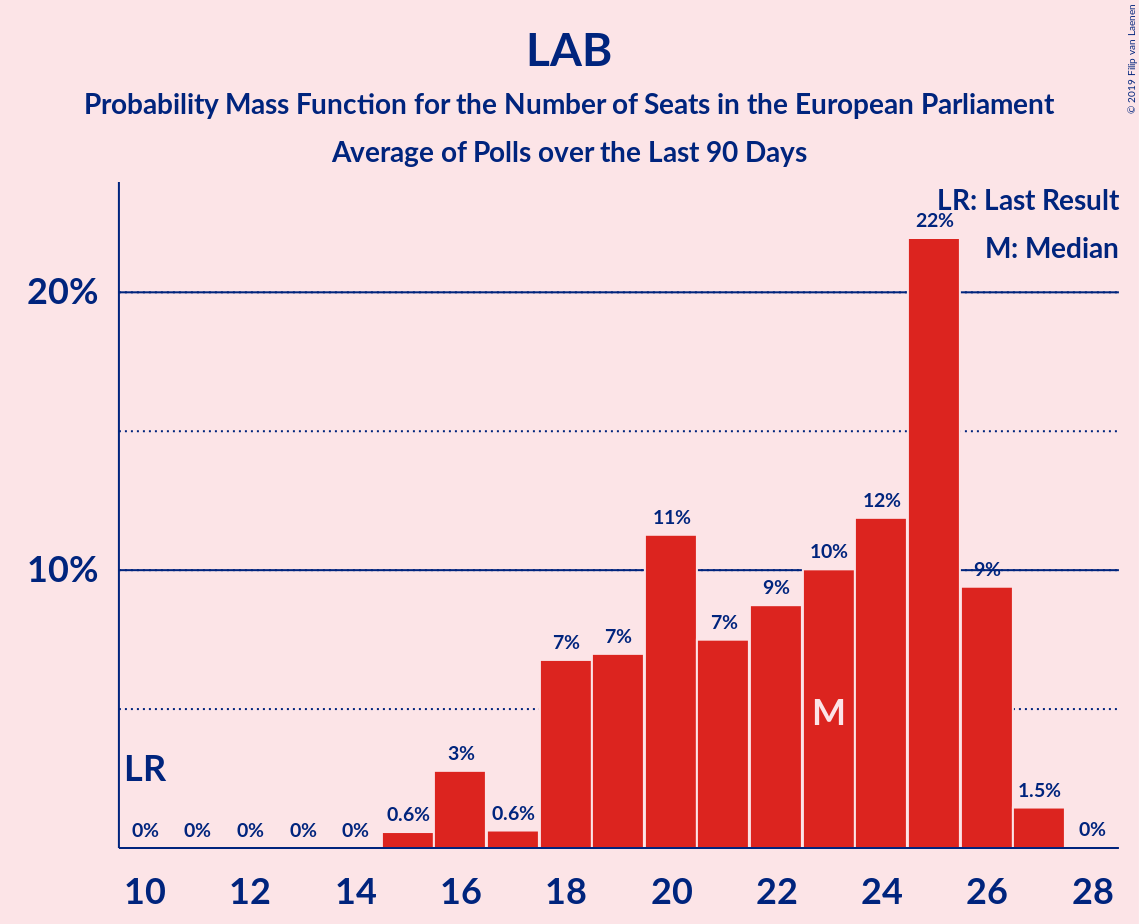 LAB
Probability Mass Function for the Number of Seats in the European Parliament
Average of Polls over the Last 90 Days
© 2019 Filip van Laenen
LR: Last Result
M: Median
20%
10%
22%
12%
11%
10%
9%
9%
7%
7%
7%
3%
0.6%
0.6%
1.5%
0%
0%
0%
0%
0%
0%
LR
M
10 12 14 16 18 20 22 24 26 28